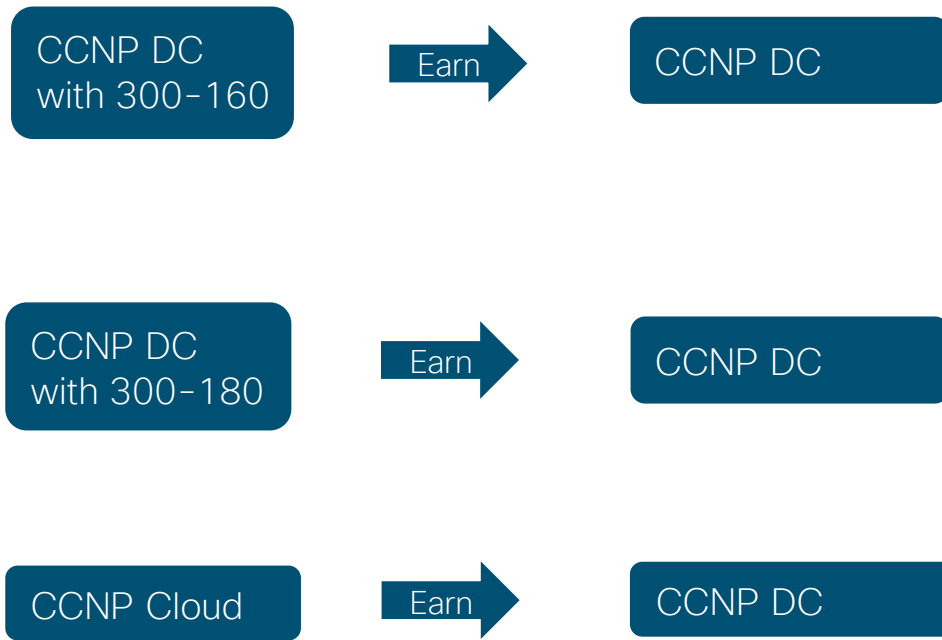 CCNP DC
with 300-160
Earn
CCNP DC
CCNP DC
with 300-180
Earn
CCNP DC
CCNP Cloud
Earn
CCNP DC